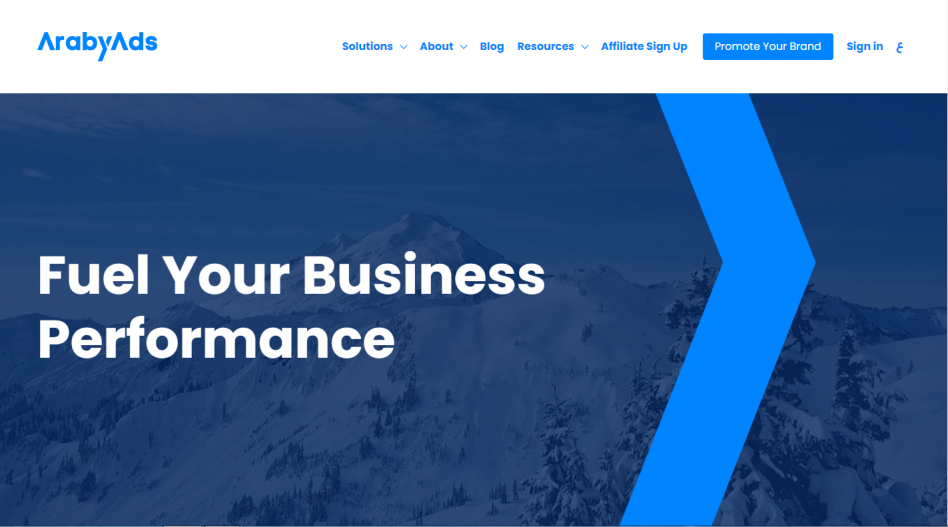 ArabyAds
Solutions About Blog Resources Affiliate Sign Up Promote Your Brand Sign in ع
Fuel Your Business
Performance